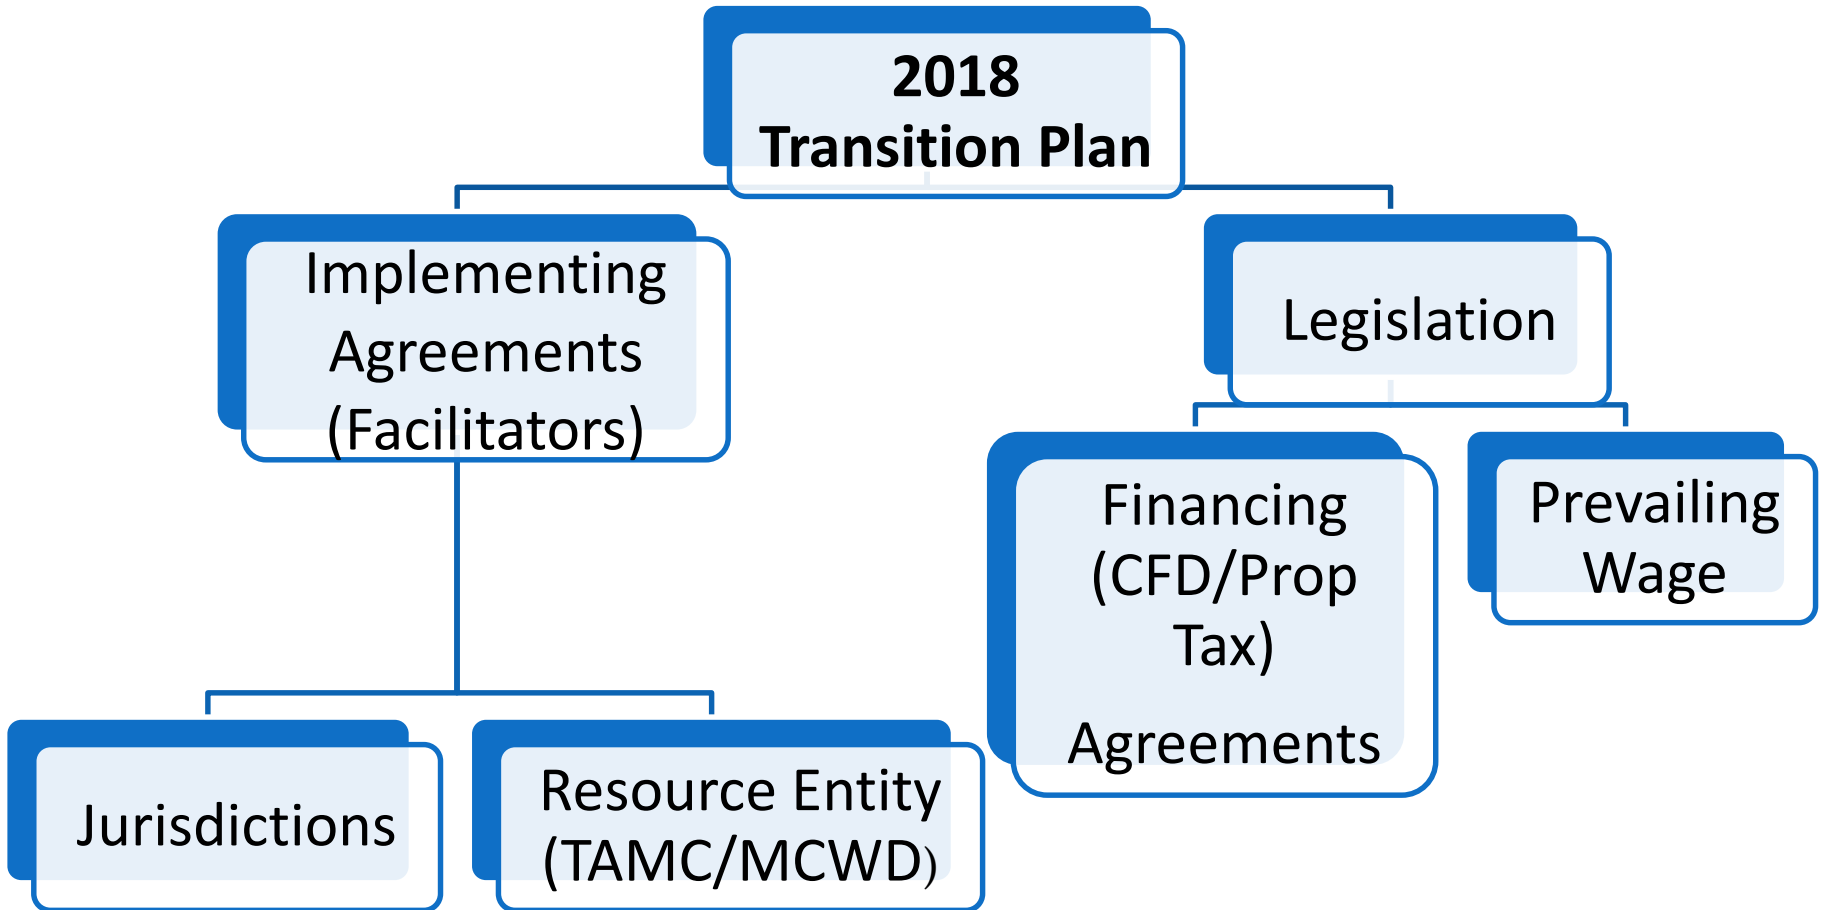 2018
Transition Plan
Implementing
Agreements
(Facilitators)
Legislation
Financing
(CFD/Prop
Tax)
Agreements
Prevailing
Wage
Jurisdictions
Resource Entity
(TAMC/MCWD)